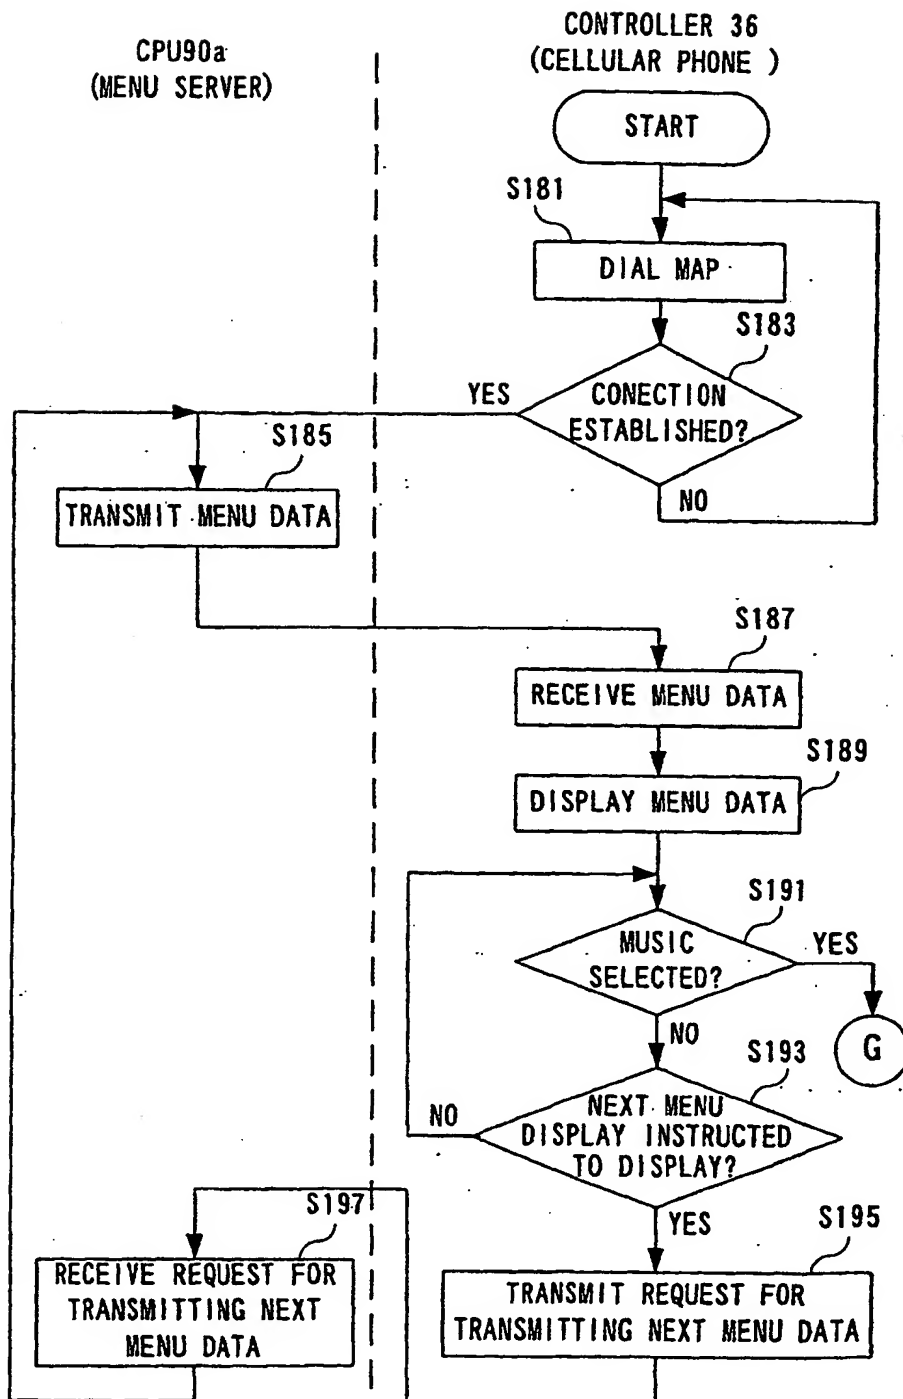 CPU90a
(MENU SERVER)
CONTROLLER 36
(CELLULAR PHONE )
START
S181
DIAL MAP
S183
CONECTION
ESTABLISHED?
YES
NO
S185
TRANSMIT MENU DATA
S187
RECEIVE MENU DATA
S189
DISPLAY MENU DATA
S191
MUSIC
SELECTED?
YES
G
NO
S193
NEXT MENU
DISPLAY INSTRUCTED
TO DISPLAY?
NO
YES
S195
TRANSMIT REQUEST FOR
TRANSMITTING NEXT MENU DATA
S197
RECEIVE REQUEST FOR
TRANSMITTING NEXT
MENU DATA